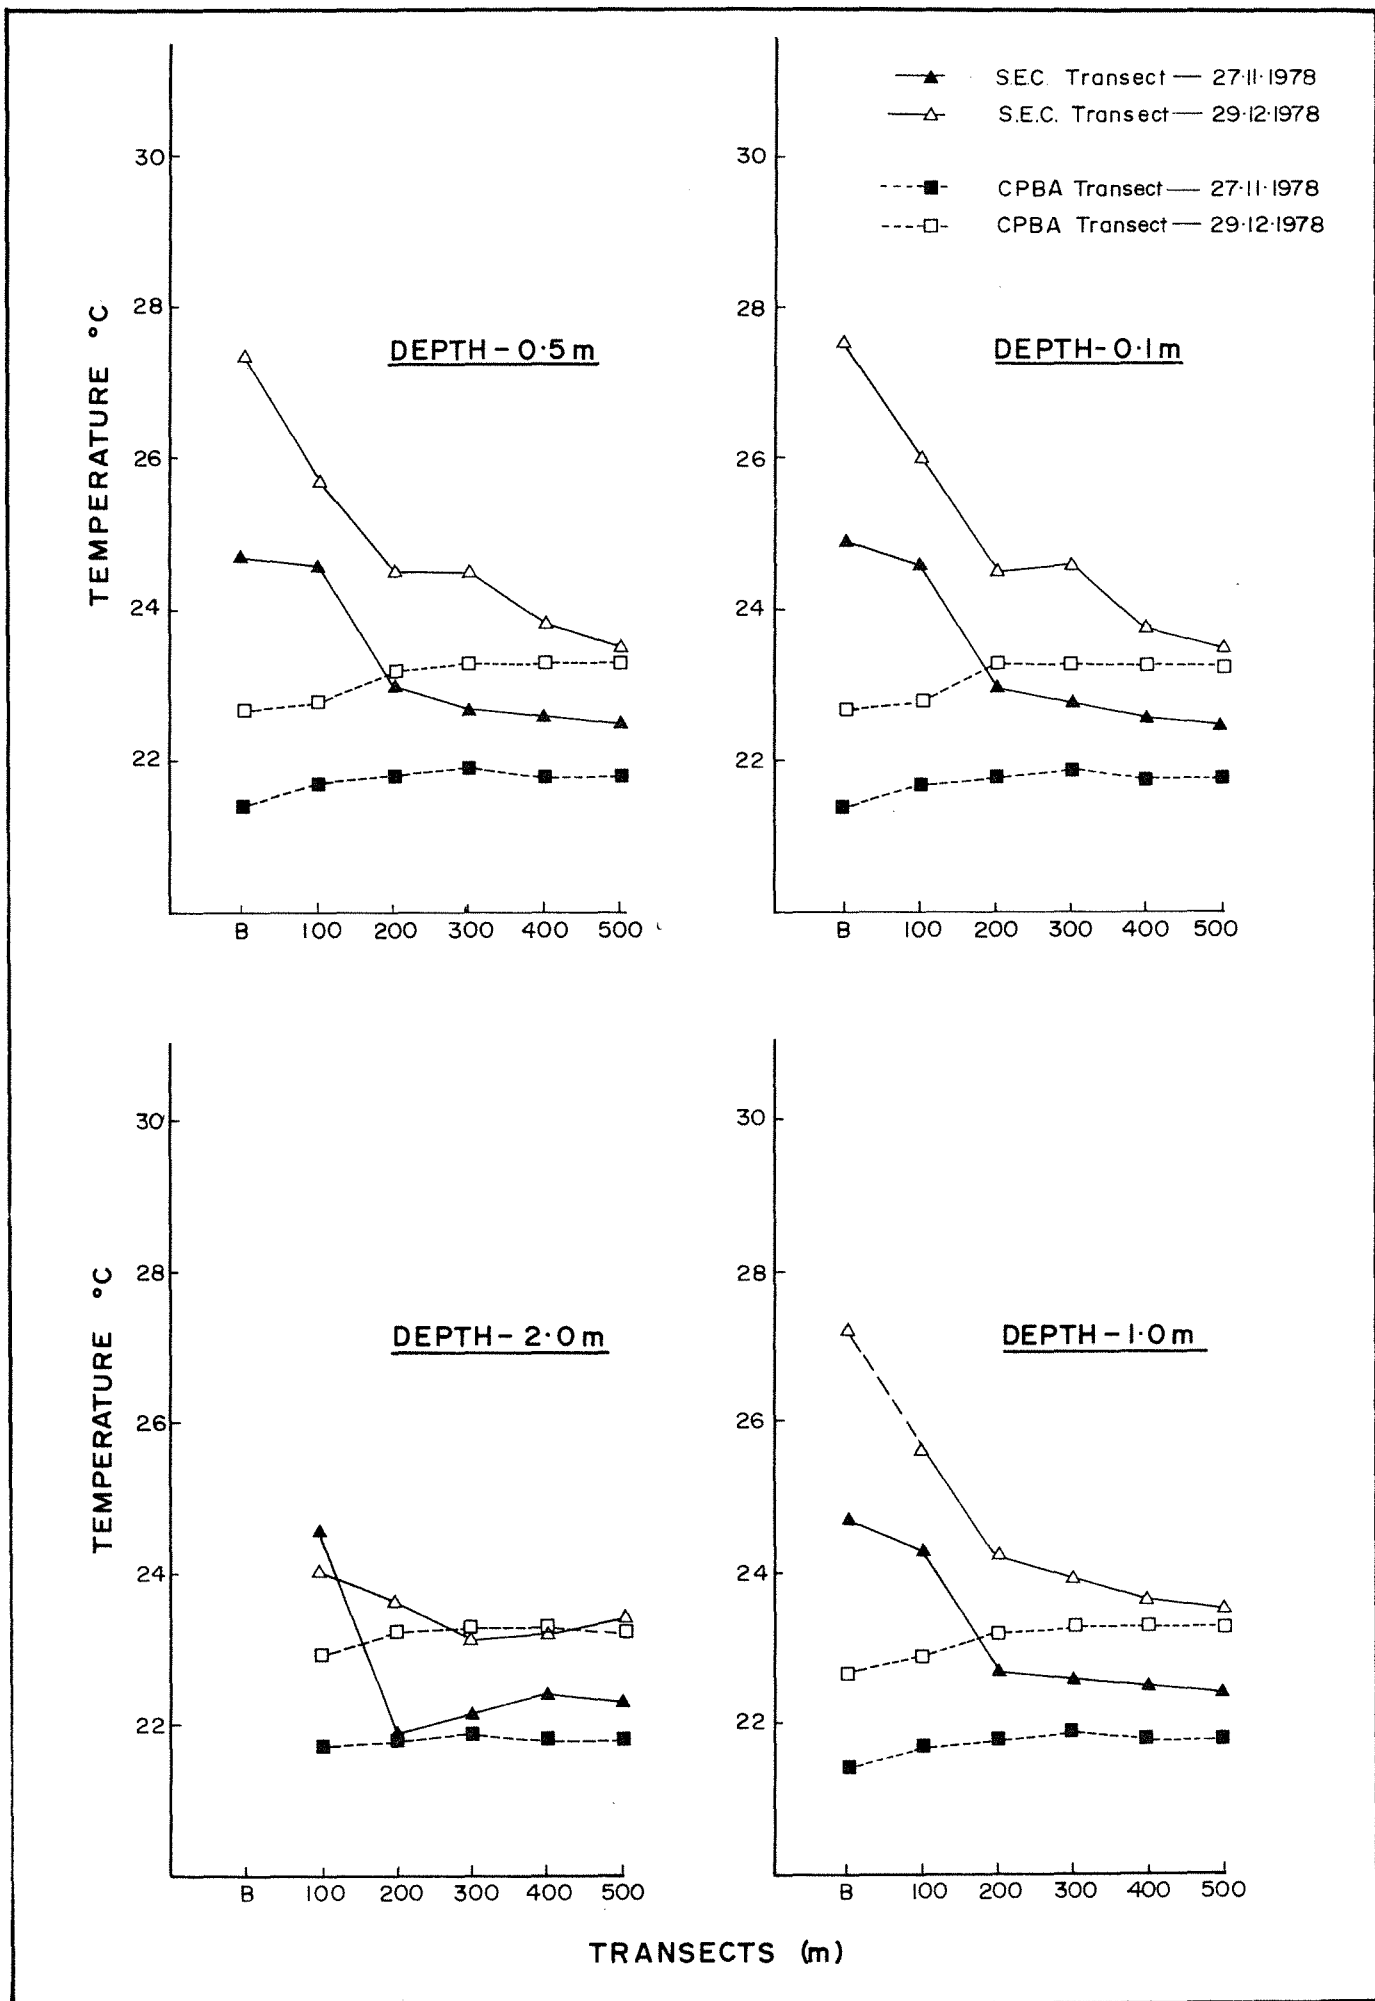 S.E.C. Transect — 27·11·1978
S.E.C. Transect — 29·12·1978
CPBA Transect — 27·11·1978
CPBA Transect — 29·12·1978
TEMPERATURE °C
30
28
26
24
22
DEPTH - 0·5 m
B 100 200 300 400 500
30
28
26
24
22
DEPTH - 0·1 m
B 100 200 300 400 500
TEMPERATURE °C
30
28
26
24
22
DEPTH - 2·0 m
B 100 200 300 400 500
30
28
26
24
22
DEPTH - 1·0 m
B 100 200 300 400 500
TRANSECTS (m)